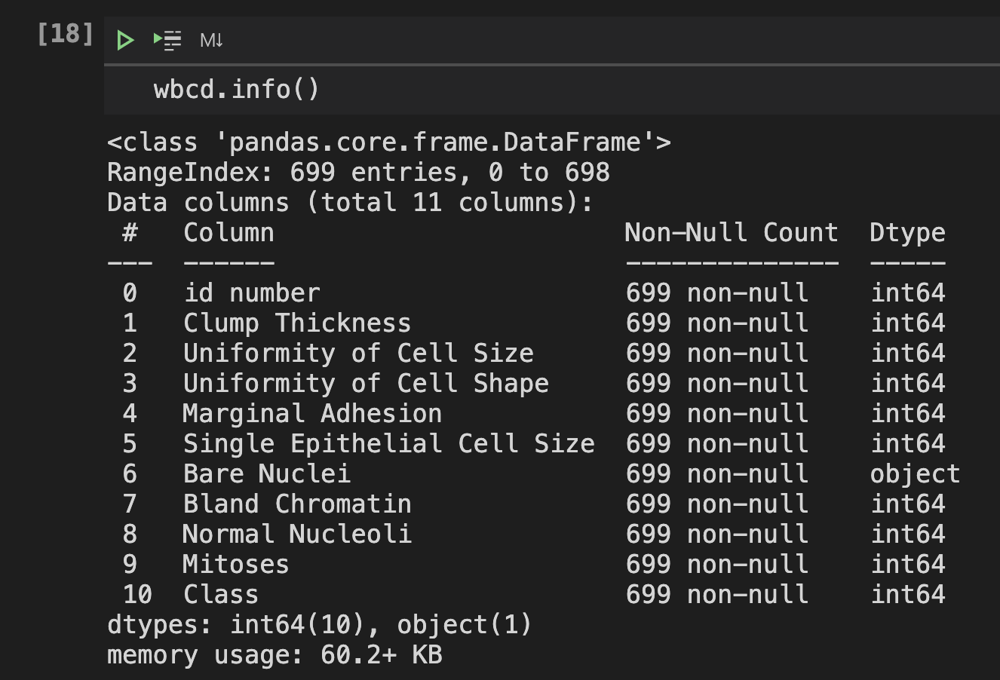 [18]
M↓
wbcd.info()
<class 'pandas.core.frame.DataFrame'>
RangeIndex: 699 entries, 0 to 698
Data columns (total 11 columns):
 #   Column                       Non-Null Count  Dtype
---  ------                       --------------  -----
 0   id number                    699 non-null    int64
 1   Clump Thickness              699 non-null    int64
 2   Uniformity of Cell Size      699 non-null    int64
 3   Uniformity of Cell Shape     699 non-null    int64
 4   Marginal Adhesion            699 non-null    int64
 5   Single Epithelial Cell Size  699 non-null    int64
 6   Bare Nuclei                  699 non-null    object
 7   Bland Chromatin              699 non-null    int64
 8   Normal Nucleoli              699 non-null    int64
 9   Mitoses                      699 non-null    int64
 10  Class                        699 non-null    int64
dtypes: int64(10), object(1)
memory usage: 60.2+ KB